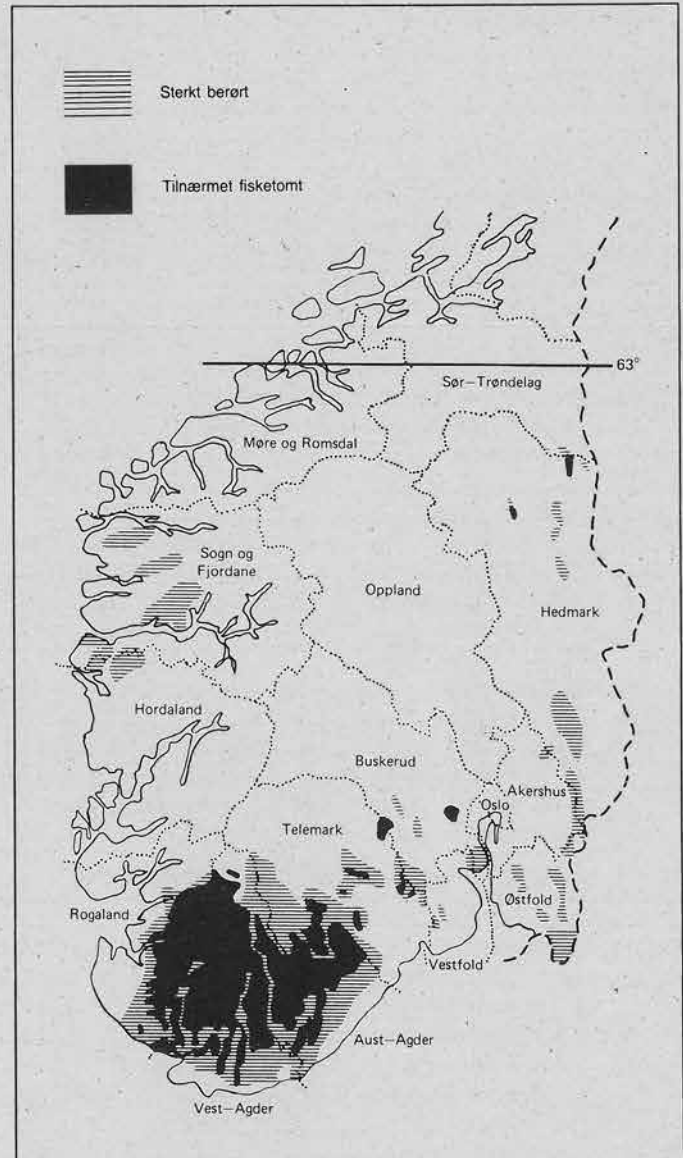 Sterkt berørt
Tilnærmet fisketomt
63°
Sør–Trøndelag
Møre og Romsdal
Sogn og
Fjordane
Oppland
Hedmark
Hordaland
Buskerud
Akershus
Oslo
Telemark
Østfold
Rogaland
Vestfold
Aust–Agder
Vest–Agder